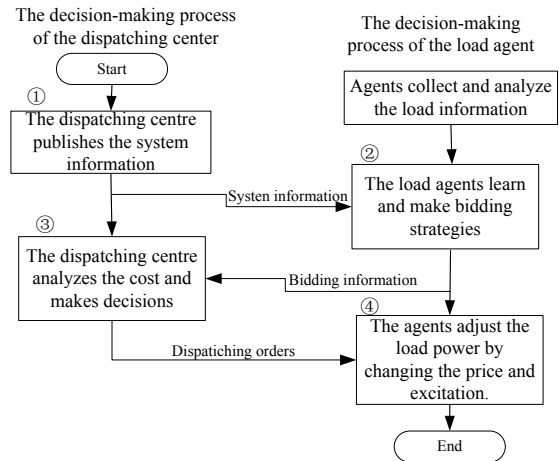 The decision-making process
of the dispatching center
Start
①
The dispatching centre
publishes the system
information
The decision-making
process of the load agent
Agents collect and analyze
the load information
②
The load agents learn
and make bidding
strategies
Systen information
③
The dispatching centre
analyzes the cost and
makes decisions
Bidding information
④
The agents adjust the
load power by
changing the price and
excitation.
Dispatiching orders
End